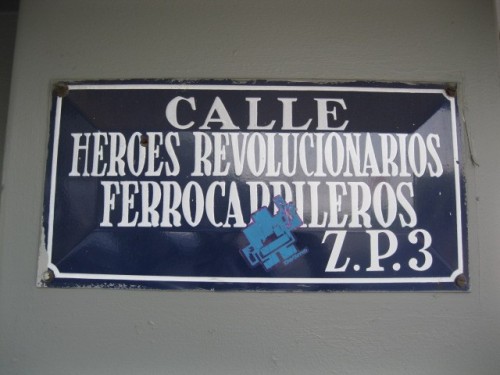 CALLE
HEROES REVOLUCIONARIOS
FERROCARRILEROS
Z.P.3